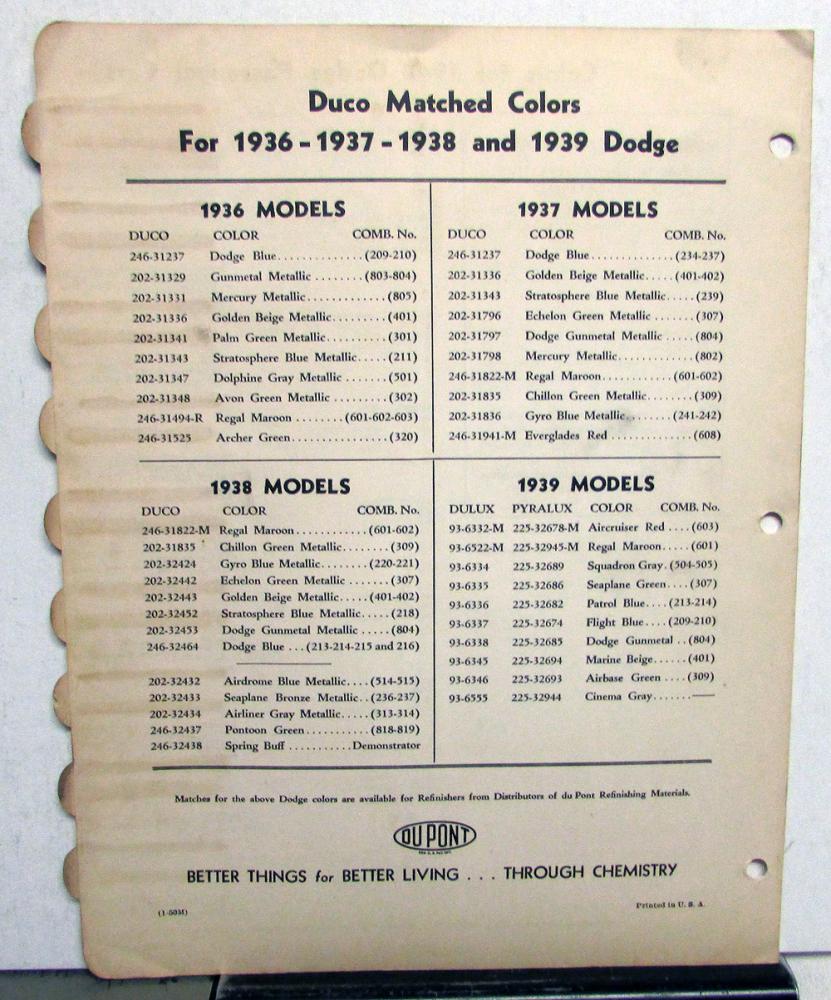 Duco Matched Colors
For 1936-1937-1938 and 1939 Dodge
1936 MODELS
DUCO COLOR COMB. No.
246-31237 Dodge Blue..............(209-210)
202-31329 Gunmetal Metallic ........(803-804)
202-31331 Mercury Metallic.............(805)
202-31336 Golden Beige Metallic.........(401)
202-31341 Palm Green Metallic..........(301)
202-31343 Stratosphere Blue Metallic.....(211)
202-31347 Dolphine Gray Metallic .......(501)
202-31348 Avon Green Metallic .........(302)
246-31494-R Regal Maroon ........(601-602-603)
246-31525 Archer Green................(320)
1937 MODELS
DUCO COLOR COMB. No.
246-31237 Dodge Blue.............(234-237)
202-31336 Golden Beige Metallic.....(401-402)
202-31343 Stratosphere Blue Metallic.....(239)
202-31796 Echelon Green Metallic .......(307)
202-31797 Dodge Gunmetal Metallic .....(804)
202-31798 Mercury Metallic............(802)
246-31822-M Regal Maroon............(601-602)
202-31835 Chillon Green Metallic........(309)
202-31836 Gyro Blue Metallic........(241-242)
246-31941-M Everglades Red .............(608)
1938 MODELS
DUCO COLOR COMB. No.
246-31822-M Regal Maroon............(601-602)
202-31835 Chillon Green Metallic........(309)
202-32424 Gyro Blue Metallic........(220-221)
202-32442 Echelon Green Metallic .......(307)
202-32443 Golden Beige Metallic.....(401-402)
202-32452 Stratosphere Blue Metallic.....(218)
202-32453 Dodge Gunmetal Metallic .....(804)
246-32464 Dodge Blue ...(213-214-215 and 216)
202-32432 Airdrome Blue Metallic....(514-515)
202-32433 Seaplane Bronze Metallic..(236-237)
202-32434 Airliner Gray Metallic.....(313-314)
246-32437 Pontoon Green...........(818-819)
246-32438 Spring Buff ...........Demonstrator
1939 MODELS
DULUX PYRALUX COLOR COMB. No.
93-6332-M 225-32678-M Aircruiser Red ....(603)
93-6522-M 225-32945-M Regal Maroon.....(601)
93-6334 225-32689 Squadron Gray.(504-505)
93-6335 225-32686 Seaplane Green....(307)
93-6336 225-32682 Patrol Blue....(213-214)
93-6337 225-32674 Flight Blue....(209-210)
93-6338 225-32685 Dodge Gunmetal ..(804)
93-6345 225-32694 Marine Beige......(401)
93-6346 225-32693 Airbase Green ....(309)
93-6555 225-32944 Cinema Gray.......——
Matches for the above Dodge colors are available for Refinishers from Distributors of du Pont Refinishing Materials.
DU PONT
BETTER THINGS for BETTER LIVING ... THROUGH CHEMISTRY
(1-50M)
Printed in U. S. A.